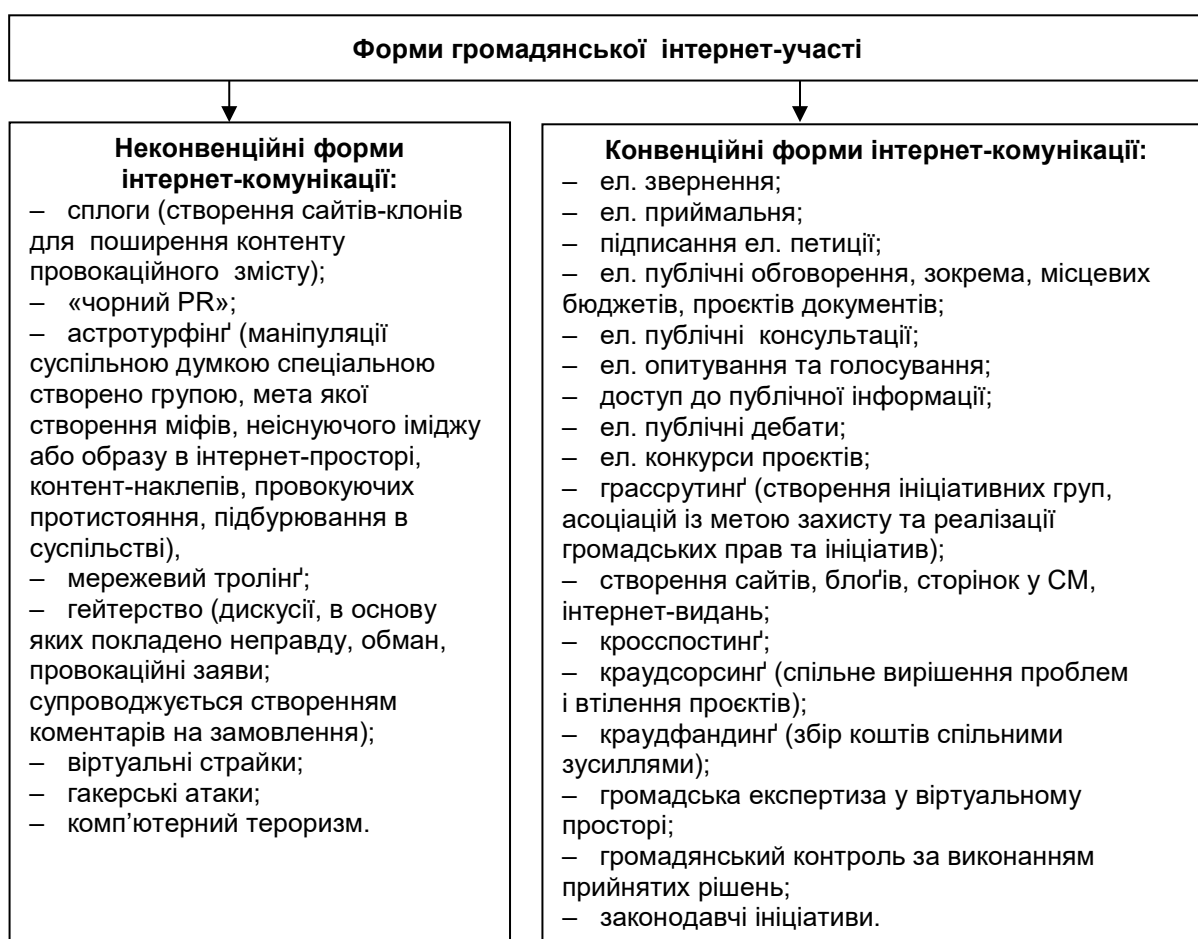 Форми громадянської інтернет-участі
Неконвенційні форми
інтернет-комунікації:
– сплоги (створення сайтів-клонів
для поширення контенту
провокаційного змісту);
– «чорний PR»;
– астротурфінґ (маніпуляції
суспільною думкою спеціальною
створено групою, мета якої
створення міфів, неіснуючого іміджу
або образу в інтернет-просторі,
контент-наклепів, провокуючих
протистояння, підбурювання в
суспільстві),
– мережевий тролінґ;
– гейтерство (дискусії, в основу
яких покладено неправду, обман,
провокаційні заяви;
супроводжується створенням
коментарів на замовлення);
– віртуальні страйки;
– гакерські атаки;
– комп’ютерний тероризм.
Конвенційні форми інтернет-комунікації:
– ел. звернення;
– ел. приймальня;
– підписання ел. петиції;
– ел. публічні обговорення, зокрема, місцевих
бюджетів, проєктів документів;
– ел. публічні консультації;
– ел. опитування та голосування;
– доступ до публічної інформації;
– ел. публічні дебати;
– ел. конкурси проєктів;
– грассрутинґ (створення ініціативних груп,
асоціацій із метою захисту та реалізації
громадських прав та ініціатив);
– створення сайтів, блоґів, сторінок у СМ,
інтернет-видань;
– кросспостинґ;
– краудсорсинґ (спільне вирішення проблем
і втілення проєктів);
– краудфандинґ (збір коштів спільними
зусиллями);
– громадська експертиза у віртуальному
просторі;
– громадянський контроль за виконанням
прийнятих рішень;
– законодавчі ініціативи.